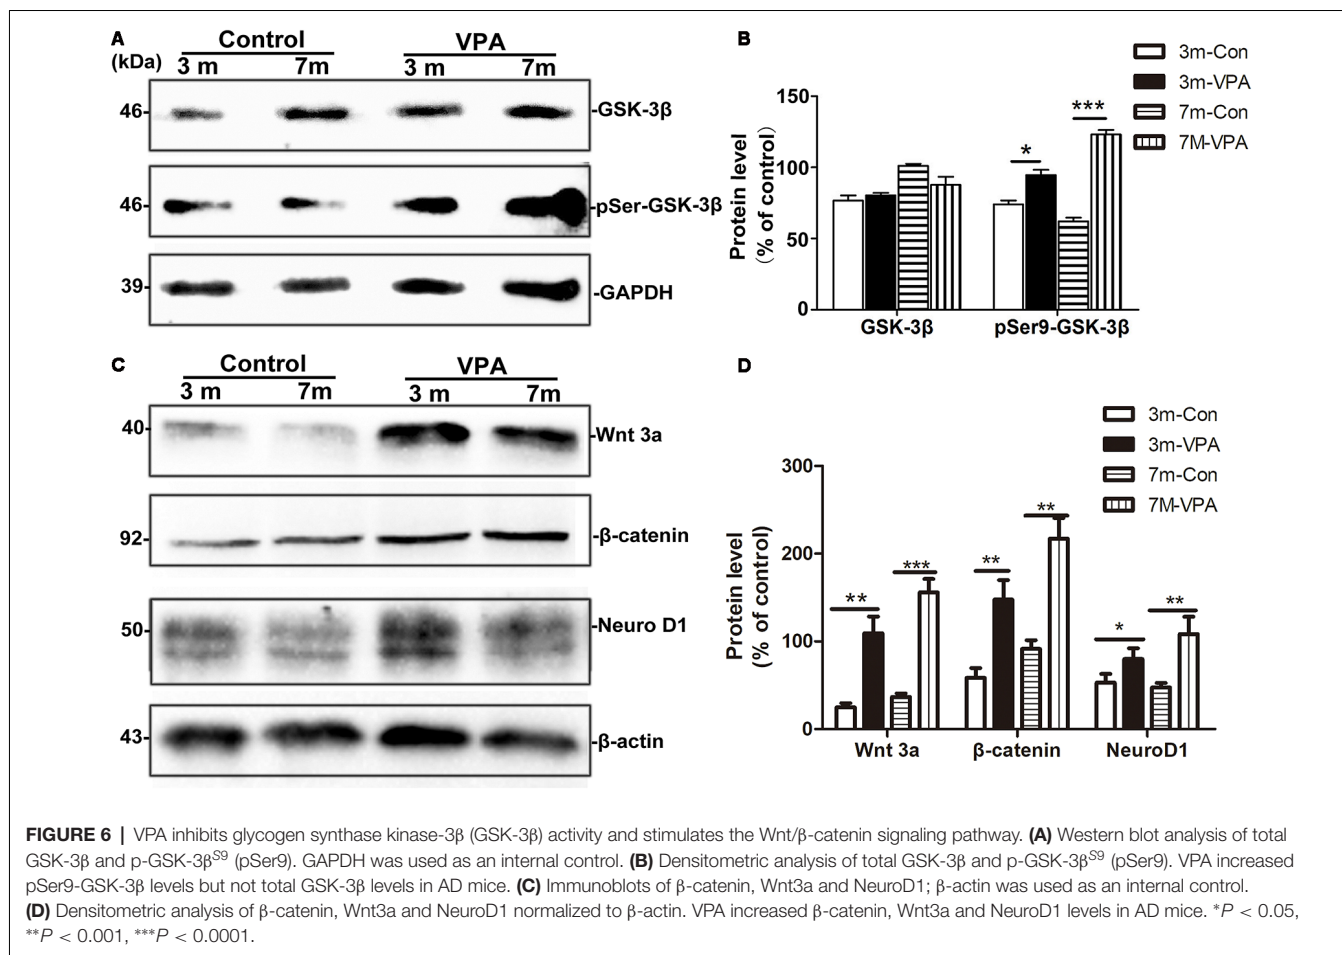 A
Control
VPA
(kDa)
3 m
7m
3 m
7m
46-
-GSK-3β
46-
-pSer-GSK-3β
39-
-GAPDH
B
3m-Con
3m-VPA
7m-Con
7M-VPA
Protein level
(% of control)
150
100
50
0
*
***
GSK-3β
pSer9-GSK-3β
C
Control
VPA
3 m
7m
3 m
7m
40-
-Wnt 3a
92-
-β-catenin
50-
-Neuro D1
43-
-β-actin
D
3m-Con
3m-VPA
7m-Con
7M-VPA
Protein level
(% of control)
300
200
100
0
**
***
**
**
*
**
Wnt 3a
β-catenin
NeuroD1
FIGURE 6 | VPA inhibits glycogen synthase kinase-3β (GSK-3β) activity and stimulates the Wnt/β-catenin signaling pathway. (A) Western blot analysis of total
GSK-3β and p-GSK-3βS9 (pSer9). GAPDH was used as an internal control. (B) Densitometric analysis of total GSK-3β and p-GSK-3βS9 (pSer9). VPA increased
pSer9-GSK-3β levels but not total GSK-3β levels in AD mice. (C) Immunoblots of β-catenin, Wnt3a and NeuroD1; β-actin was used as an internal control.
(D) Densitometric analysis of β-catenin, Wnt3a and NeuroD1 normalized to β-actin. VPA increased β-catenin, Wnt3a and NeuroD1 levels in AD mice. *P < 0.05,
**P < 0.001, ***P < 0.0001.